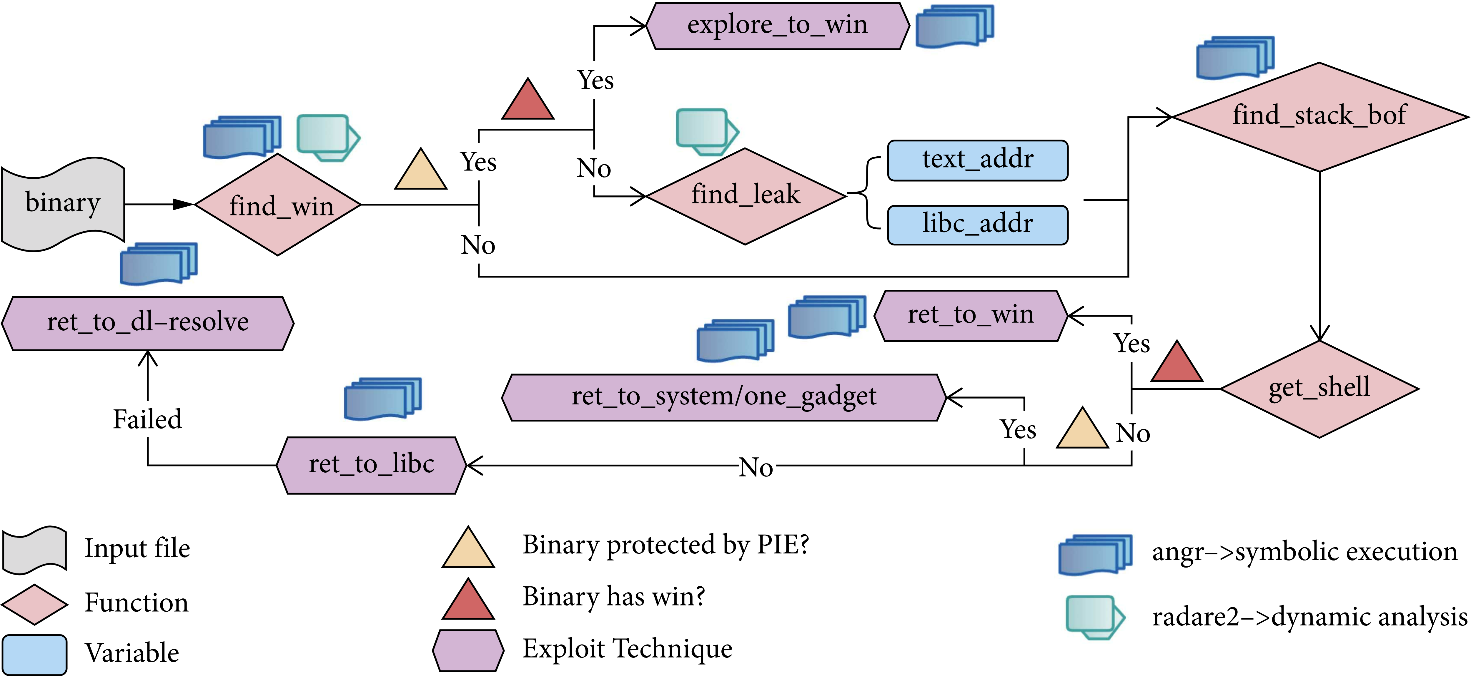 explore_to_win
Yes
find_stack_bof
Yes
text_addr
No
binary
find_win
find_leak
libc_addr
No
ret_to_dl–resolve
ret_to_win
Yes
get_shell
ret_to_system/one_gadget
Failed
Yes
No
ret_to_libc
No
Input file
Function
Variable
Binary protected by PIE?
Binary has win?
Exploit Technique
angr–>symbolic execution
radare2–>dynamic analysis